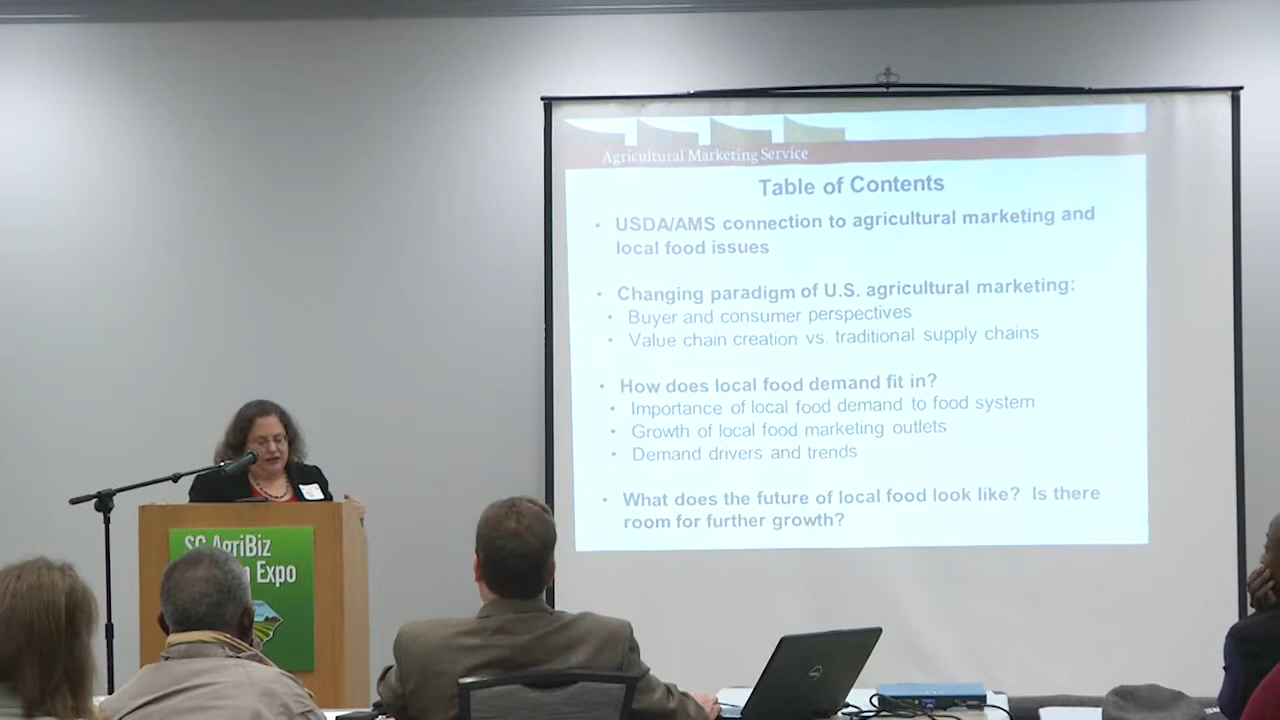 Agricultural Marketing Service
Table of Contents
• USDA/AMS connection to agricultural marketing and
local food issues
• Changing paradigm of U.S. agricultural marketing:
• Buyer and consumer perspectives
• Value chain creation vs. traditional supply chains
• How does local food demand fit in?
• Importance of local food demand to food system
• Growth of local food marketing outlets
• Demand drivers and trends
• What does the future of local food look like? Is there
room for further growth?
SC AgriBiz
Expo
DELL